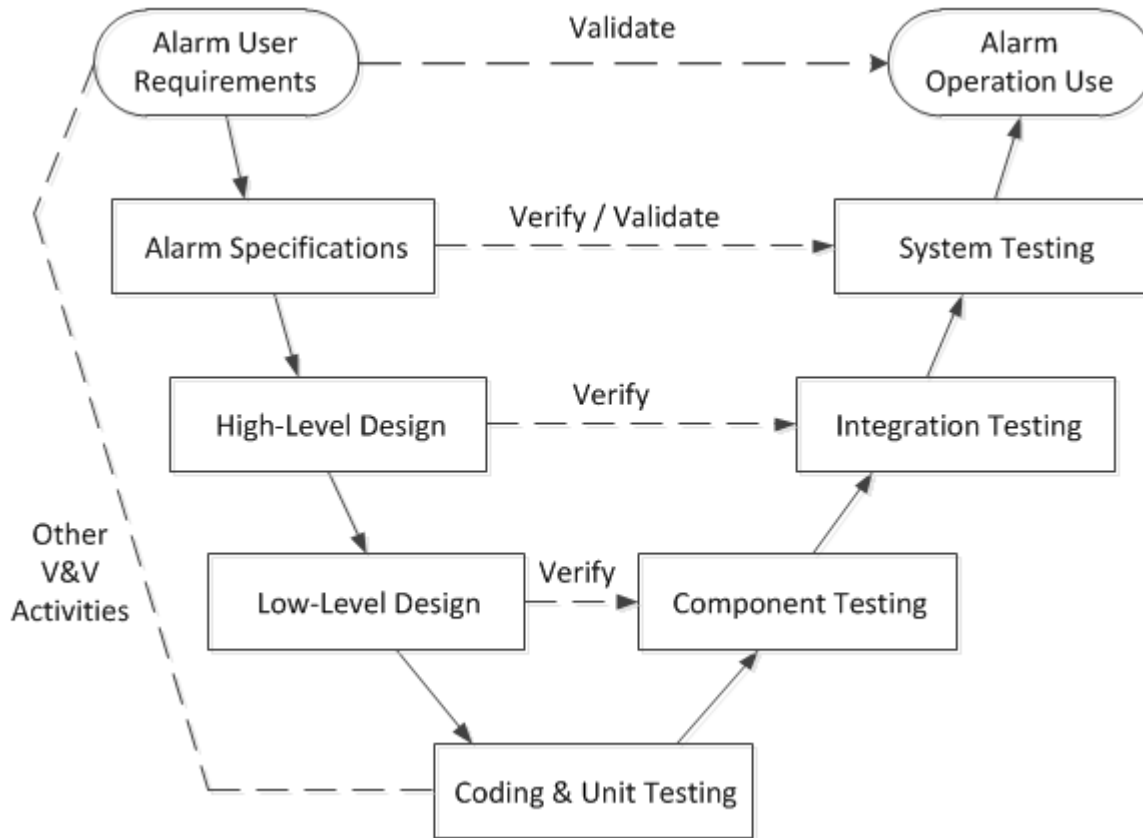 Alarm User
Requirements
Validate
Alarm
Operation Use
Alarm Specifications
Verify / Validate
System Testing
High-Level Design
Verify
Integration Testing
Other
V&V
Activities
Low-Level Design
Verify
Component Testing
Coding & Unit Testing